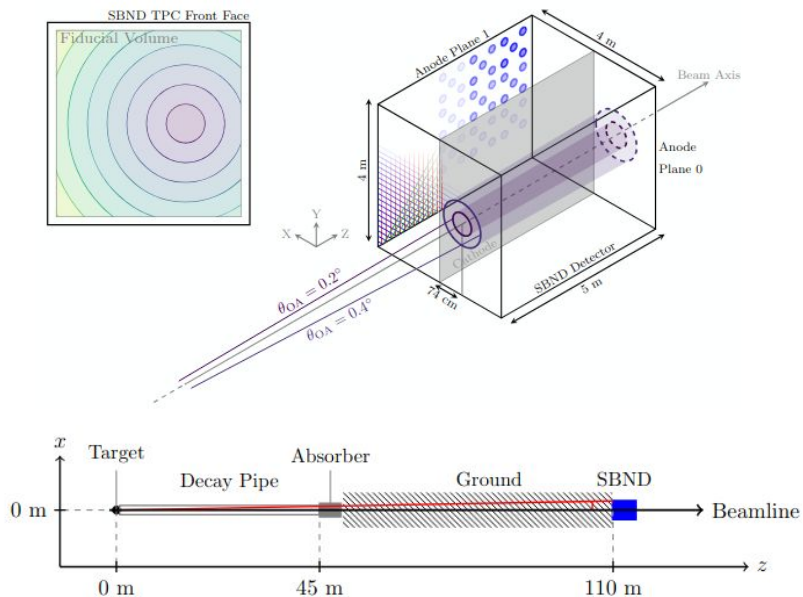 SBND TPC Front Face
Fiducial Volume
Anode Plane 1
4 m
Beam Axis
4 m
Anode
Plane 0
Y
X
Z
Cathode
θOA = 0.2°
θOA = 0.4°
74 cm
SBND Detector
5 m
x
Target
Absorber
Decay Pipe
Ground
SBND
0 m
Beamline
z
0 m
45 m
110 m